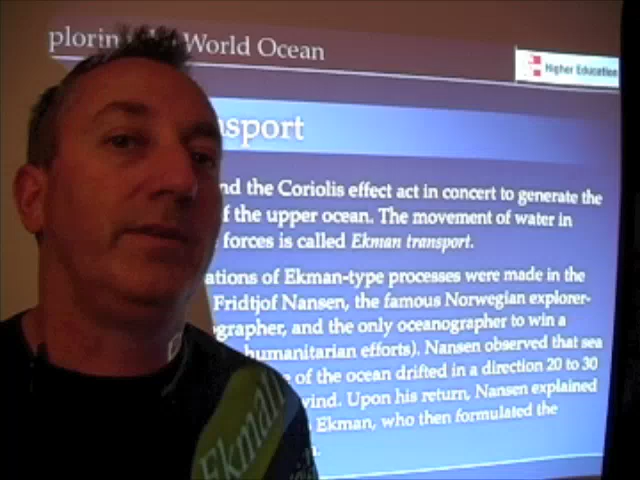 plorin World Ocean
Higher Education
sport
nd the Coriolis effect act in concert to generate the
f the upper ocean. The movement of water in
forces is called Ekman transport.
ations of Ekman-type processes were made in the
Fridtjof Nansen, the famous Norwegian explorer-
grapher, and the only oceanographer to win a
humanitarian efforts). Nansen observed that sea
e of the ocean drifted in a direction 20 to 30
wind. Upon his return, Nansen explained
Ekman, who then formulated the
Ekman